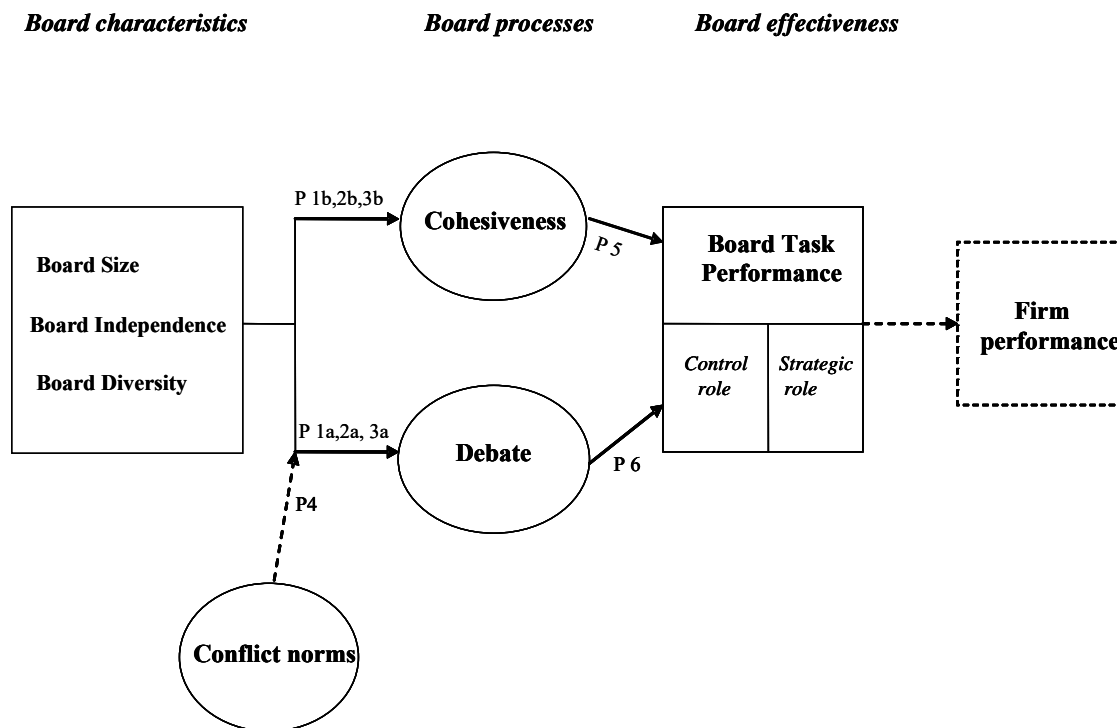 Board characteristics
Board processes
Board effectiveness
P 1b,2b,3b
Cohesiveness
P 5
Board Size
Board Independence
Board Diversity
Board Task
Performance
Control
role
Strategic
role
Firm
performance
P 1a,2a, 3a
Debate
P 6
P4
Conflict norms